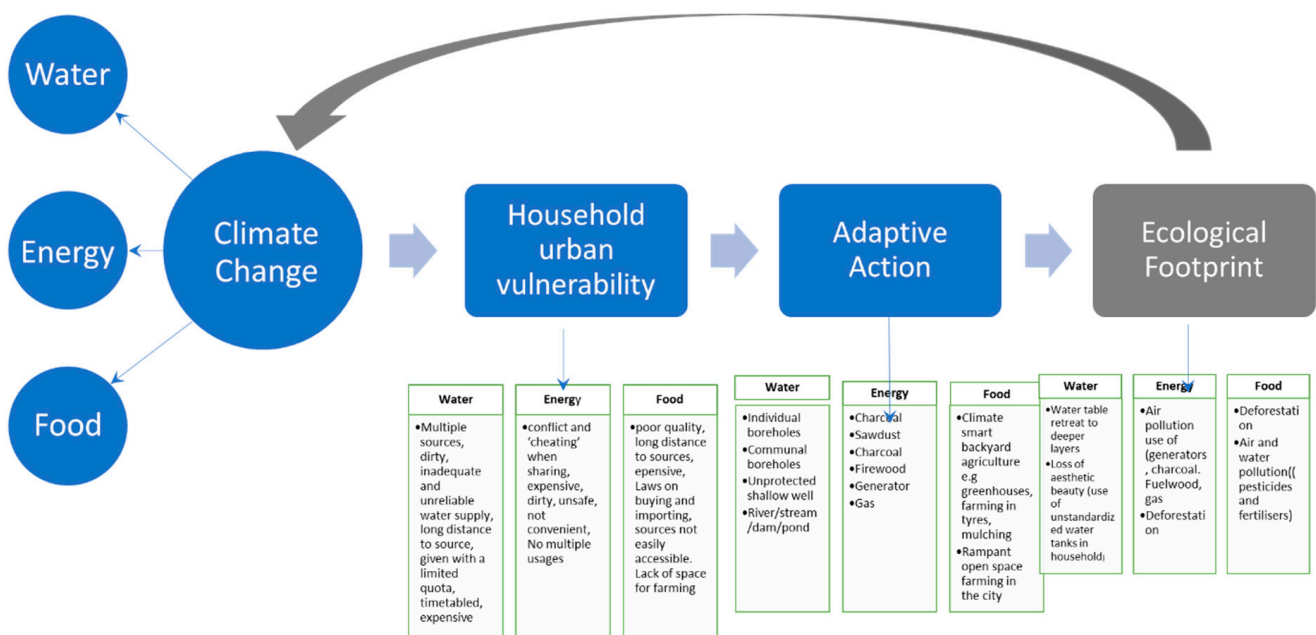 Water
Energy
Food
Climate
Change
Household
urban
vulnerability
Adaptive
Action
Ecological
Footprint
Water
•Multiple
sources,
dirty,
inadequate
and
unreliable
water supply,
long distance
to source,
given with a
limited
quota,
timetabled,
expensive
Energy
•conflict and
‘cheating’
when
sharing,
expensive,
dirty, unsafe,
not
convenient,
No multiple
usages
Food
•poor quality,
long distance
to sources,
epensive,
Laws on
buying and
importing,
sources not
easily
accessible.
Lack of space
for farming
Water
•Individual
boreholes
•Communal
boreholes
•Unprotected
shallow well
•River/stream
/dam/pond
Energy
•Charcoal
•Sawdust
•Charcoal
•Firewood
•Generator
•Gas
Food
•Climate
smart
backyard
agriculture
e.g
greenhouses,
farming in
tyres,
mulching
•Rampant
open space
farming in
the city
Water
•Water table
retreat to
deeper
layers
•Loss of
aesthetic
beauty (use
of
unstandardiz
ed water
tanks in
household)
Energy
•Air
pollution
use of
(generators
, charcoal.
Fuelwood,
gas
•Deforestati
on
Food
•Deforestati
on
•Air and
water
pollution((
pesticides
and
fertilisers)